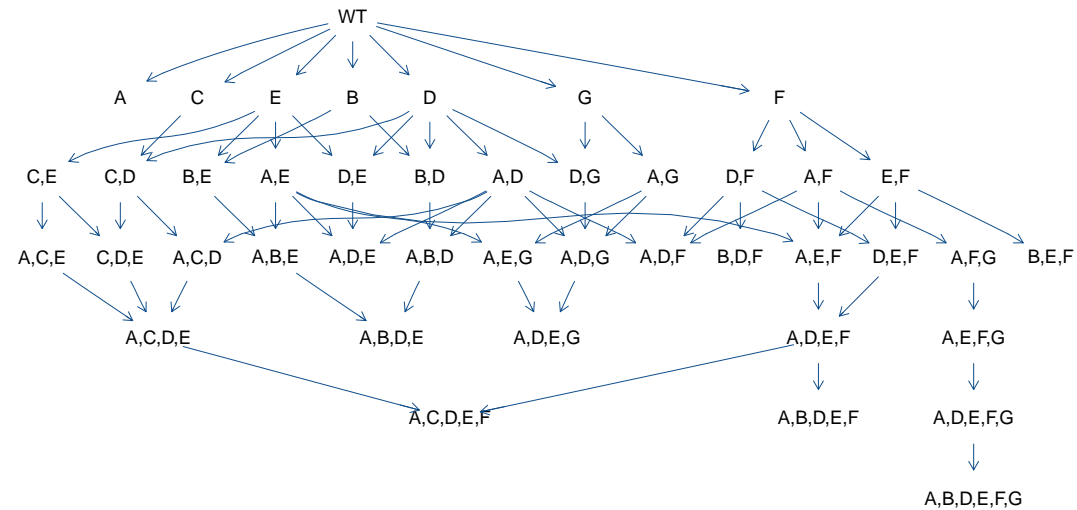 WT
A C E B D G F
C,E C,D B,E A,E D,E B,D A,D D,G A,G D,F A,F E,F
A,C,E C,D,E A,C,D A,B,E A,D,E A,B,D A,E,G A,D,G A,D,F B,D,F A,E,F D,E,F A,F,G B,E,F
A,C,D,E A,B,D,E A,D,E,G A,D,E,F A,E,F,G
A,C,D,E,F A,B,D,E,F A,D,E,F,G
A,B,D,E,F,G